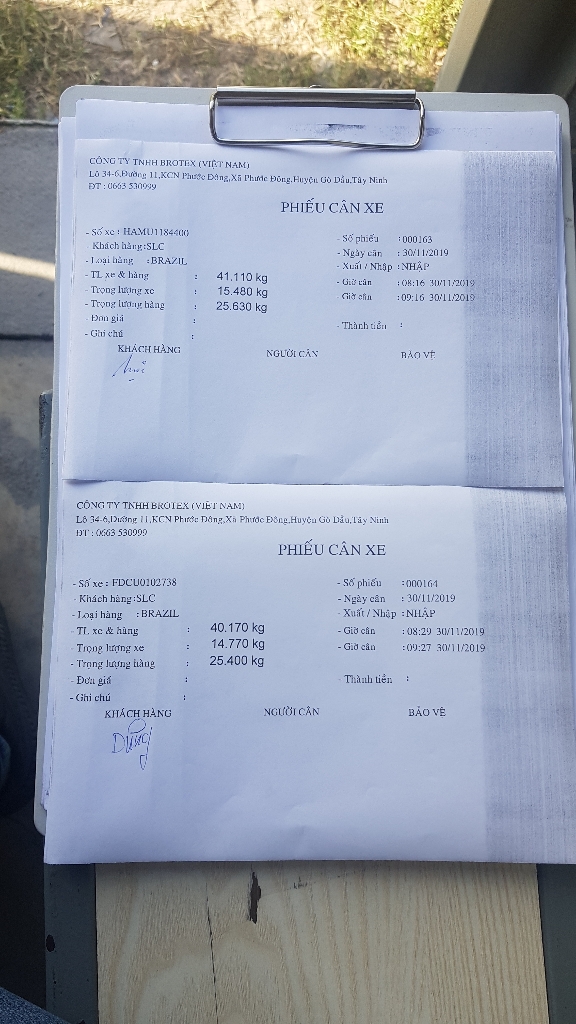 CÔNG TY TNHH BROTEX (VIỆT NAM)
Lô 34-6,Đường 11,KCN Phước Đông,Xã Phước Đông,Huyện Gò Dầu,Tây Ninh
ĐT : 0663 530999
PHIẾU CÂN XE
- Số xe : HAMU1184400
- Số phiếu :000163
- Khách hàng:SLC
- Ngày cân : 30/11/2019
- Loại hàng :BRAZIL
- Xuất / Nhập :NHẬP
- TL xe & hàng : 41.110 kg
- Giờ cân : 08:16 30/11/2019
- Trọng lượng xe : 15.480 kg
- Giờ cân : 09:16 30/11/2019
- Trọng lượng hàng : 25.630 kg
- Đơn giá :
- Thành tiền :
- Ghi chú :
KHÁCH HÀNG NGƯỜI CÂN BẢO VỆ
CÔNG TY TNHH BROTEX (VIỆT NAM)
Lô 34-6,Đường 11,KCN Phước Đông,Xã Phước Đông,Huyện Gò Dầu,Tây Ninh
ĐT : 0663 530999
PHIẾU CÂN XE
- Số xe : FDCU0102738
- Số phiếu :000164
- Khách hàng:SLC
- Ngày cân : 30/11/2019
- Loại hàng :BRAZIL
- Xuất / Nhập :NHẬP
- TL xe & hàng : 40.170 kg
- Giờ cân : 08:29 30/11/2019
- Trọng lượng xe : 14.770 kg
- Giờ cân : 09:27 30/11/2019
- Trọng lượng hàng : 25.400 kg
- Đơn giá :
- Thành tiền :
- Ghi chú :
KHÁCH HÀNG NGƯỜI CÂN BẢO VỆ
Dũng